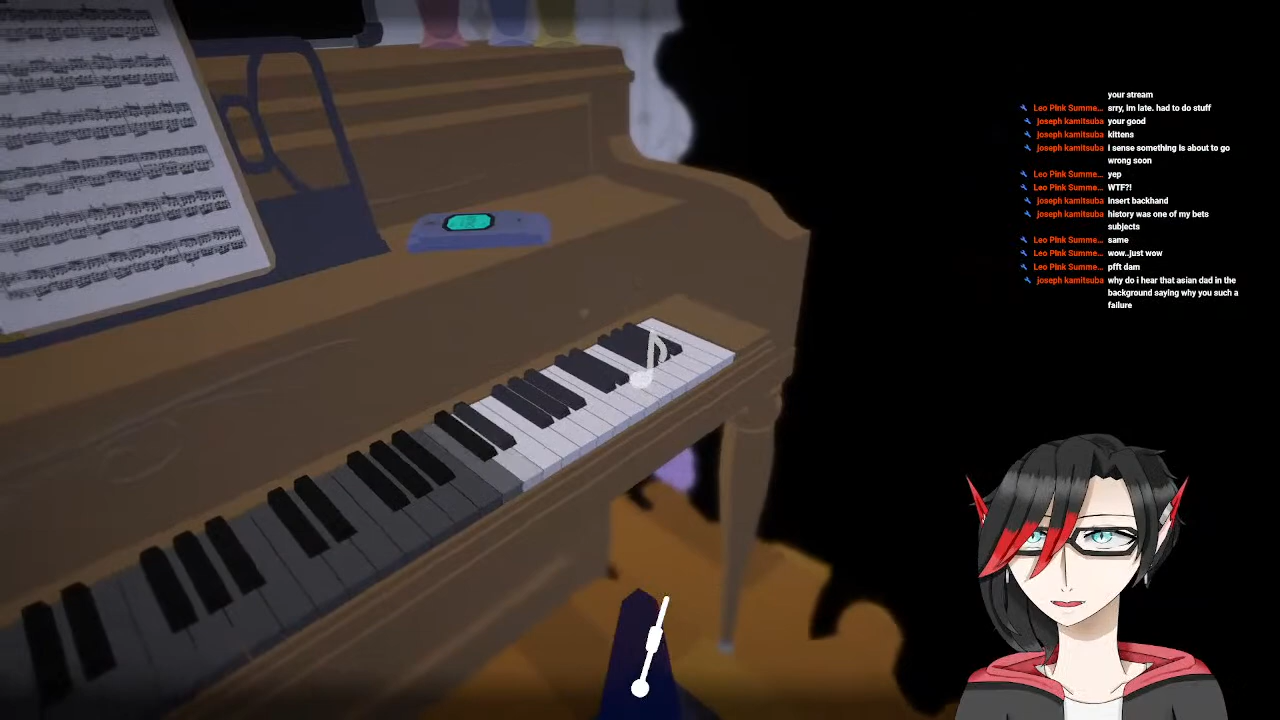 your stream
Leo Pink Summe... srry, im late. had to do stuff
joseph kamitsuba your good
joseph kamitsuba kittens
joseph kamitsuba i sense something is about to go
wrong soon
Leo Pink Summe... yep
Leo Pink Summe... WTF?!
joseph kamitsuba insert backhand
joseph kamitsuba history was one of my bets
subjects
Leo Pink Summe... same
Leo Pink Summe... wow..just wow
Leo Pink Summe... pfft dam
joseph kamitsuba why do i hear that asian dad in the
background saying why you such a
failure